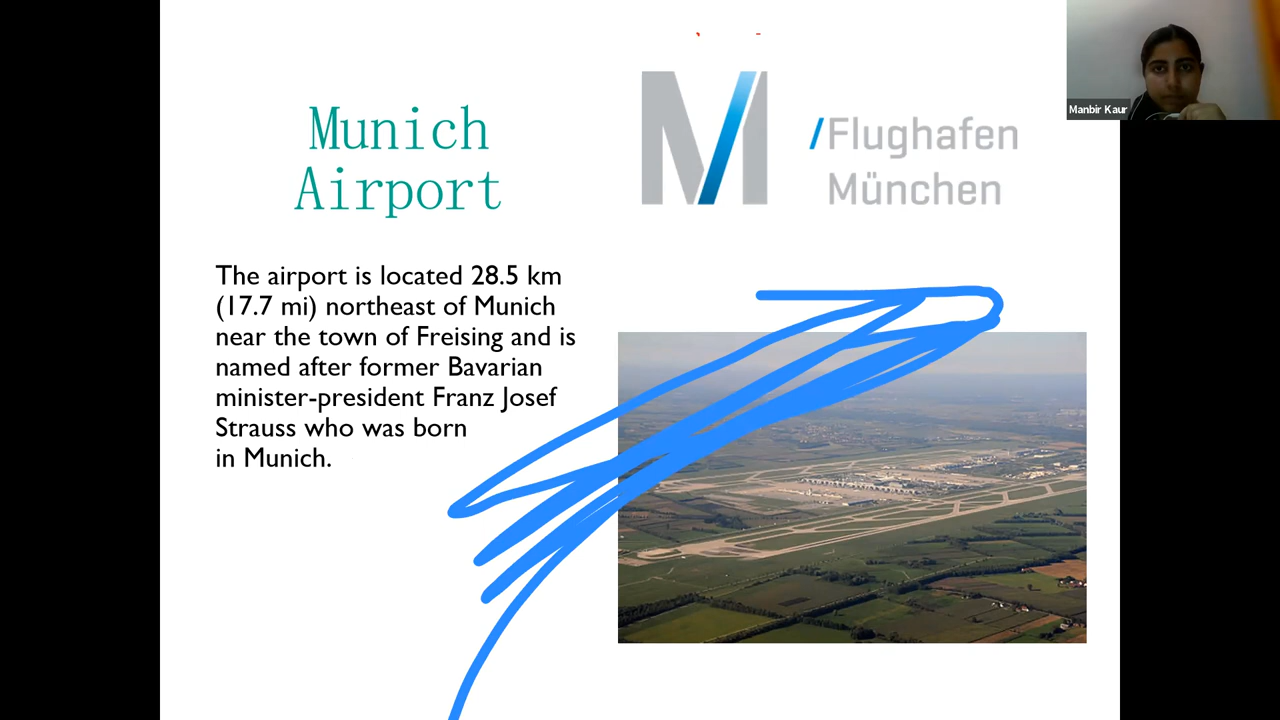 Munich
Airport
M
/Flughafen
München
Manbir Kaur
The airport is located 28.5 km
(17.7 mi) northeast of Munich
near the town of Freising and is
named after former Bavarian
minister-president Franz Josef
Strauss who was born
in Munich.